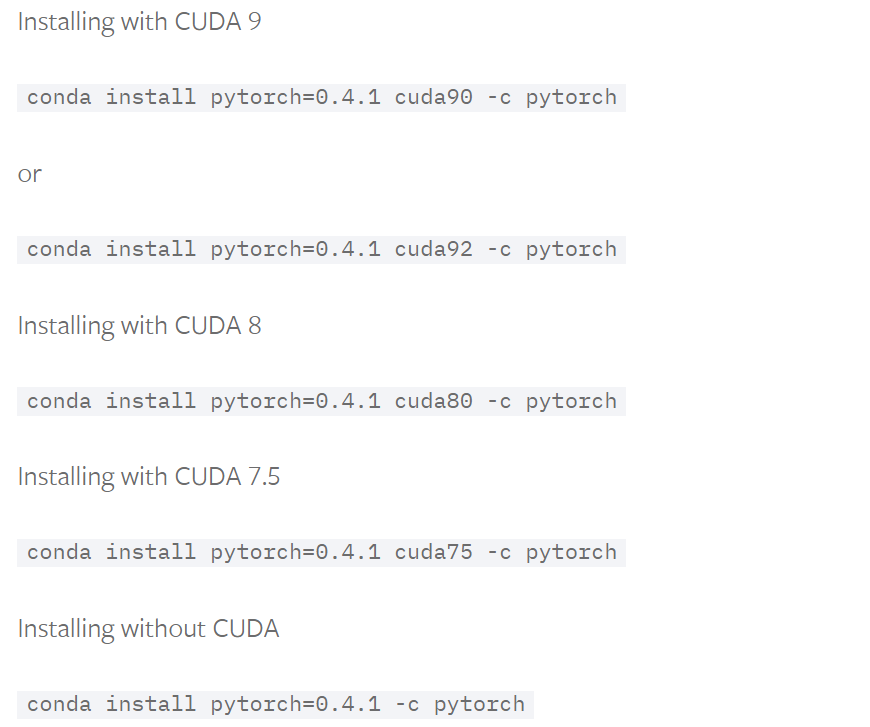 Installing with CUDA 9
conda install pytorch=0.4.1 cuda90 -c pytorch
or
conda install pytorch=0.4.1 cuda92 -c pytorch
Installing with CUDA 8
conda install pytorch=0.4.1 cuda80 -c pytorch
Installing with CUDA 7.5
conda install pytorch=0.4.1 cuda75 -c pytorch
Installing without CUDA
conda install pytorch=0.4.1 -c pytorch